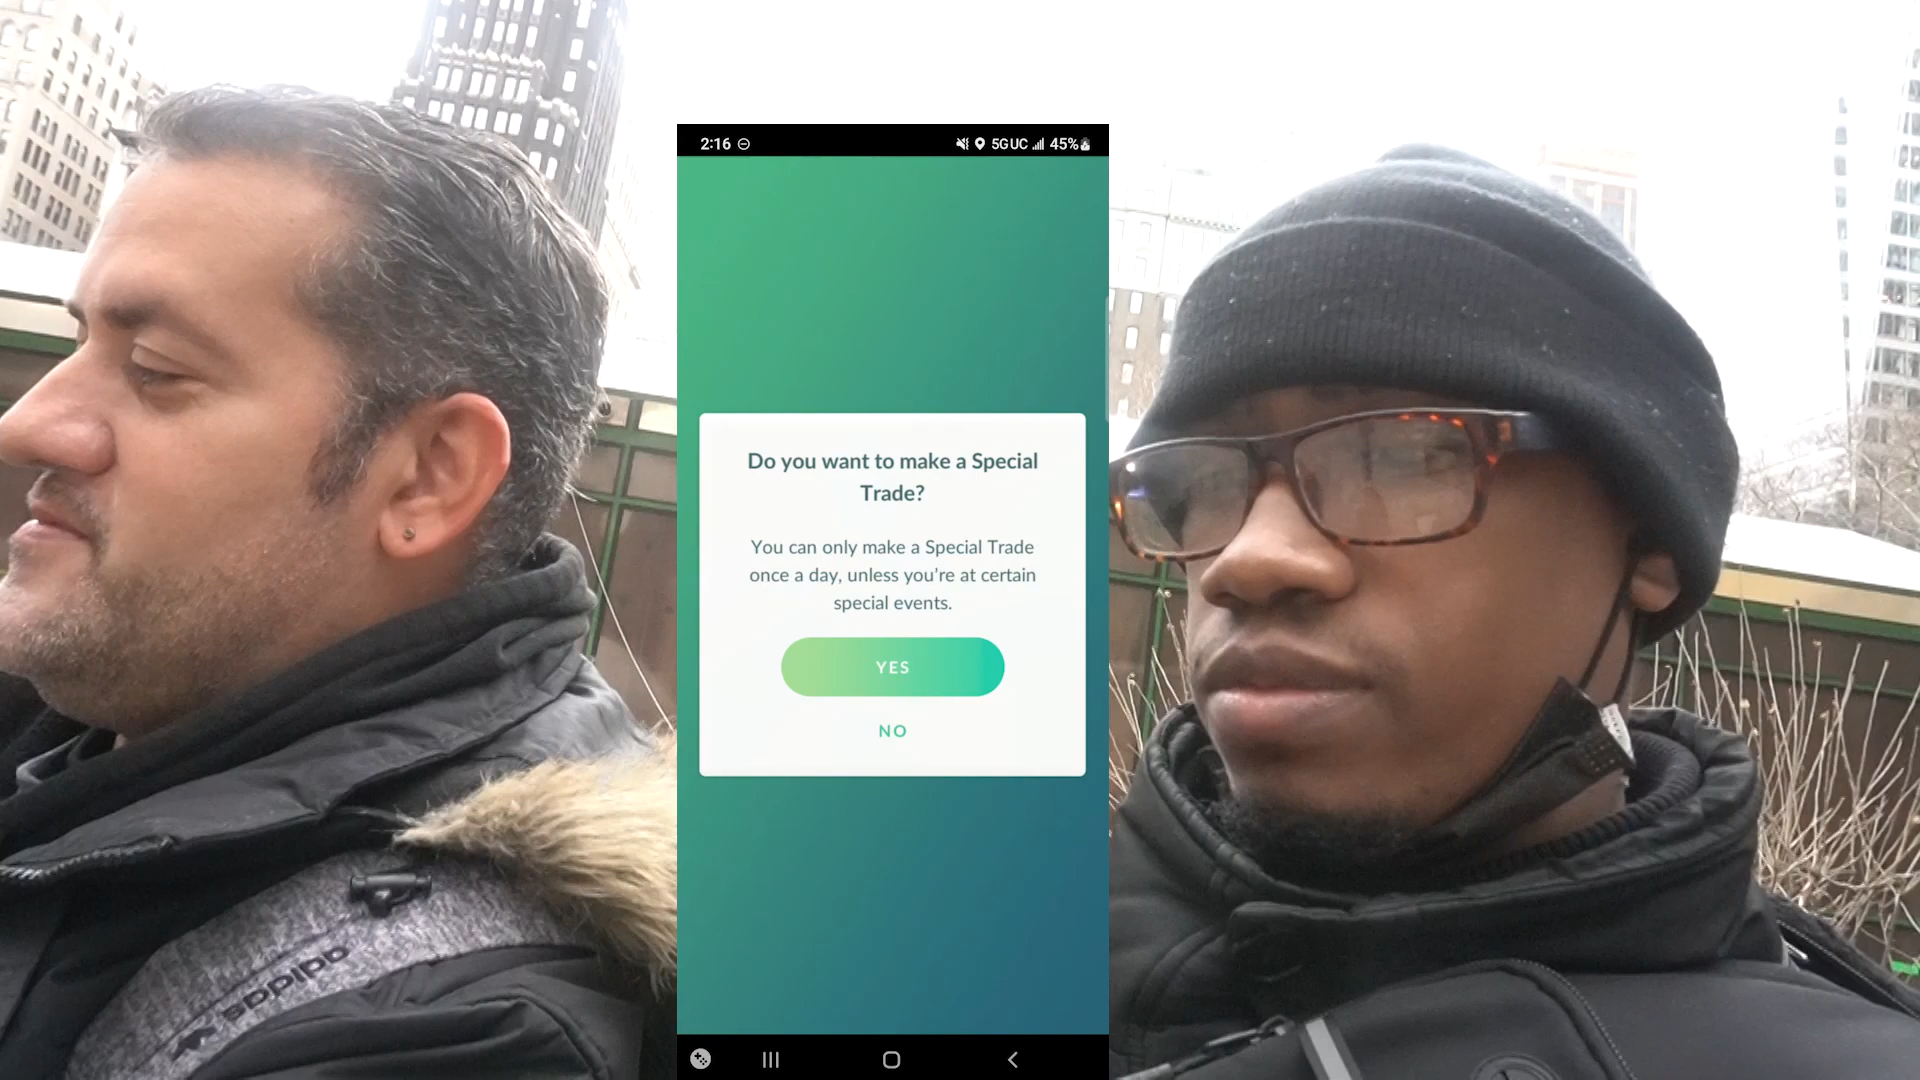 2:16
5GUC 45%
Do you want to make a Special
Trade?
You can only make a Special Trade
once a day, unless you're at certain
special events.
YES
NO
adidas